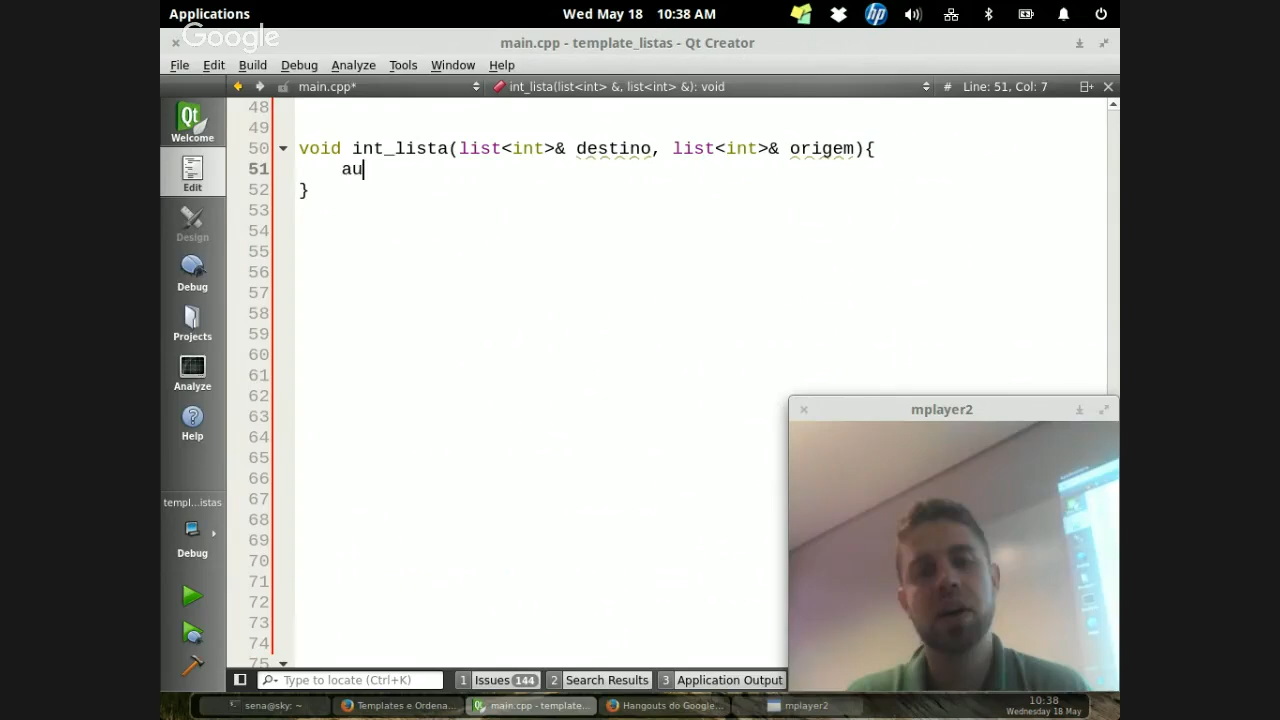 Applications
Wed May 18 10:38 AM
Google
main.cpp - template_listas - Qt Creator
File Edit Build Debug Analyze Tools Window Help
main.cpp*
int_lista(list<int> &, list<int> &): void
# Line: 51, Col: 7
Welcome
Edit
Design
Debug
Projects
Analyze
Help
templ...istas
Debug
48
49
50 void int_lista(list<int>& destino, list<int>& origem){
51 au
52 }
53
54
55
56
57
58
59
60
61
62
63
64
65
66
67
68
69
70
71
72
73
74
75
mplayer2
Type to locate (Ctrl+K)
1 Issues 144
2 Search Results
3 Application Output
sena@sky: ~
Templates e Ordena...
main.cpp - template...
Hangouts do Google...
mplayer2
10:38
Wednesday 18 May